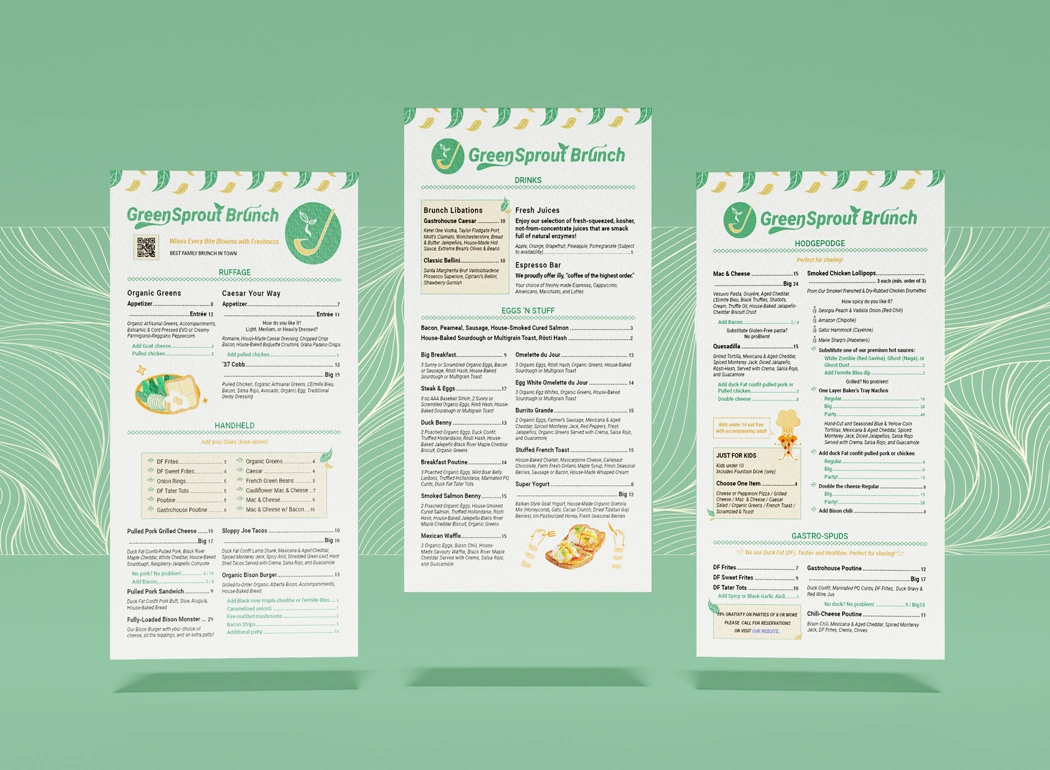 GreenSprout Brunch
Where Every Bite Blooms with Freshness
BEST FAMILY BRUNCH IN TOWN
RUFFAGE
Organic Greens
Appetizer 8
Entrée 12
Organic Artisanal Greens, Accompaniments,
Balsamic & Cold Pressed EVO or Creamy
Parmigiano-Reggiano Peppercorn
Add Goat cheese
Pulled chicken
Caesar Your Way
Appetizer 7
Entrée 11
How do you like it?
Light, Medium, or Heavily Dressed?
Romaine, House-Made Caesar Dressing, Chopped Crisp
Bacon, House-Baked Baguette Croutons, Grana Padano Crisps
Add pulled chicken
'37 Cobb 13
Big 19
Pulled Chicken, Organic Artisanal Greens, L'Ermite Bleu,
Bacon, Salsa Rojo, Avocado, Organic Egg, Traditional
Derby Dressing
HANDHELD
Add your Sides (from above)
DF Frites 3
DF Sweet Frites 4
Onion Rings 5
DF Tater Tots 5
Poutine 5
Gastrohouse Poutine 6
Organic Greens 4
Caesar 4
French Green Beans 5
Cauliflower Mac & Cheese 7
Mac & Cheese 9
Mac & Cheese w/ Bacon 10
Pulled Pork Grilled Cheese 10
Big 17
Duck Fat Confit-Pulled Pork, Black River
Maple Cheddar, White Cheddar, House-Baked
Sourdough, Raspberry-Jalapeño Compote
No pork? No problem!
Add Bacon
Pulled Pork Sandwich 9
Duck Fat Confit Pork Butt, Slaw, Arugula,
House-Baked Bread
Fully-Loaded Bison Monster 25
Our Bison Burger with your choice of
cheese, all the toppings, and an extra patty!
Sloppy Joe Tacos 10
Big 16
Duck Fat Confit Lamb Shank, Mexicana & Aged Cheddar,
Spiced Monterey Jack, Spicy Aioli, Shredded Green Leaf, Hard
Shell Tacos Served with Crema, Salsa Rojo, and Guacamole
Organic Bison Burger 13
Grilled-to-Order Organic Alberta Bison, Accompaniments,
House-Baked Bread
Add Black river maple cheddar or l'ermite Bleu
Caramelized onions
Fire-roasted mushrooms
Bacon Strips
Additional patty
GreenSprout Brunch
DRINKS
Brunch Libations
Gastrohouse Caesar 10
Ketel One Vodka, Taylor Fladgate Port,
Mott's Clamato, Worchestershire, Bread
& Butter Jalapeños, House-Made Hot
Sauce, Extreme Bean's Olives & Beans
Classic Bellini 10
Santa Margherita Brut Valdobbiadene
Prosecco Superiore, Cipriani's Bellini,
Strawberry Garnish
Fresh Juices
Enjoy our selection of fresh-squeezed, kosher,
not-from-concentrate juices that are smack
full of natural enzymes!
Apple, Orange, Grapefruit, Pineapple, Pomegranate (Subject
to availability) 5
Espresso Bar
We proudly offer illy, "coffee of the highest order."
Your choice of freshly made Espresso, Cappuccino,
Americano, Macchiato, and Lattes
EGGS 'N STUFF
Bacon, Peameal, Sausage, House-Smoked Cured Salmon 3
House-Baked Sourdough or Multigrain Toast, Rösti Hash 2
Big Breakfast 9
3 Sunny or Scrambled Organic Eggs, Bacon
or Sausage, Rösti Hash, House-Baked
Sourdough or Multigrain Toast
Steak & Eggs 17
6 oz AAA Baseball Sirloin, 2 Sunny or
Scrambled Organic Eggs, Rösti Hash, House-
Baked Sourdough or Multigrain Toast
Duck Benny 13
2 Poached Organic Eggs, Duck Confit,
Truffled Hollandaise, Rösti Hash, House-
Baked Jalapeño-Black River Maple Cheddar
Biscuit, Organic Greens
Breakfast Poutine 14
2 Poached Organic Eggs, Wild Boar Belly
Lardons, Truffled Hollandaise, Marinated PQ
Curds, Duck Fat Tater Tots
Smoked Salmon Benny 15
2 Poached Organic Eggs, House-Smoked
Cured Salmon, Truffled Hollandaise, Rösti
Hash, House-Baked Jalapeño-Black River
Maple Cheddar Biscuit, Organic Greens
Mexican Waffle 15
3 Organic Eggs, Bison Chili, House-
Made Savoury Waffle, Black River Maple
Cheddar Served with Crema, Salsa Rojo,
and Guacamole
Omelette du Jour 13
3 Organic Eggs, Rösti Hash, Organic Greens, House-Baked
Sourdough or Multigrain Toast
Egg White Omelette du Jour 14
3 Organic Egg Whites, Organic Greens, House-Baked
Sourdough or Multigrain Toast
Burrito Grande 15
2 Organic Eggs, Farmer's Sausage, Mexicana & Aged
Cheddar, Spiced Monterey Jack, Red Peppers, Fresh
Jalapeños, Organic Greens Served with Crema, Salsa Rojo,
and Guacamole
Stuffed French Toast 15
House-Baked Challah, Mascarpone Cheese, Callebaut
Chocolate, Farm-Fresh Ontario Maple Syrup, Fresh Seasonal
Berries, Sausage or Bacon, House-Made Whipped Cream
Super Yogurt 8
Big 12
Balkan-Style Goat Yogurt, House-Made Organic Granola
Mix (Honeycomb, Oats, Cacao Crunch, Dried Tibetan Goji
Berries), Un-Pasteurized Honey, Fresh Seasonal Berries
GreenSprout Brunch
HODGEPODGE
Perfect for sharing!
Mac & Cheese 15
Big 24
Vesuvio Pasta, Gruyère, Aged Cheddar,
L'Ermite Bleu, Black Truffles, Shallots,
Cream, Truffle Oil, House-Made
Cheddar Biscuit Crust
Add Bacon
Substitute Gluten-Free pasta?
No problem!
Quesadilla 15
Grilled Tortilla, Mexicana & Aged Cheddar,
Spiced Monterey Jack, Diced Jalapeño,
Rösti-Hash Served with Crema, Salsa Rojo,
and Guacamole
Add duck Fat confit-pulled pork or
Pulled chicken
Double cheese
Kids under 10 eat free
with accompanying adult
JUST FOR KIDS
Kids under 10
Includes Fountain Drink (only)
Choose One Item 4
Cheese or Pepperoni Pizza / Grilled
Cheese / Mac & Cheese / Caesar
Salad / Organic Greens / French Toast /
Scrambled & Toast
Smoked Chicken Lollipops
3 each (min. order of 3)
From Our Smoker! Frenched & Dry-Rubbed Chicken Drumettes
How spicy do you like it?
Georgia Peach & Vadalia Onion (Red Chili)
Amazon (Chipotle)
Gator Hammock (Cayenne)
Marie Sharp's (Habenero)
Substitute one of our premium hot sauces:
White Zombie (Red Savina), Ghost (Naga), or
Ghost Dust
Add l'ermite Bleu dip
Grilled? No problem!
One Layer Baker's Tray Nachos
Regular
Big
Party
Hand-Cut and Seasoned Blue & Yellow Corn
Tortillas, Mexicana & Aged Cheddar, Spiced
Monterey Jack, Diced Jalapeños, House-Made
Organic Refritos, Served with Crema, Salsa Rojo,
and Guacamole
Add duck Fat confit-pulled pork or chicken
Regular
Big
Party
Double the cheese Regular
Big
Party
Add Bison chili
GASTRO-SPUDS
We use Duck Fat (DF). Tastier and Healthier. Perfect for sharing!
DF Frites 7
DF Sweet Frites 9
DF Tater Tots 10
Add Spicy or Black Garlic Aioli
GRATUITY ON PARTIES OF 8 OR MORE
PLEASE CALL FOR RESERVATIONS
OR VISIT OUR WEBSITE.
Gastrohouse Poutine 12
Big 17
Duck Confit, Marinated PQ Curds, DF Frites, Duck Gravy &
Red Wine Jus
No duck? No problem! 9 / Big13
Chili-Cheese Poutine 11
Bison Chili, Mexicana & Aged Cheddar, Spiced Monterey
Jack, DF Frites, Crema, Chives